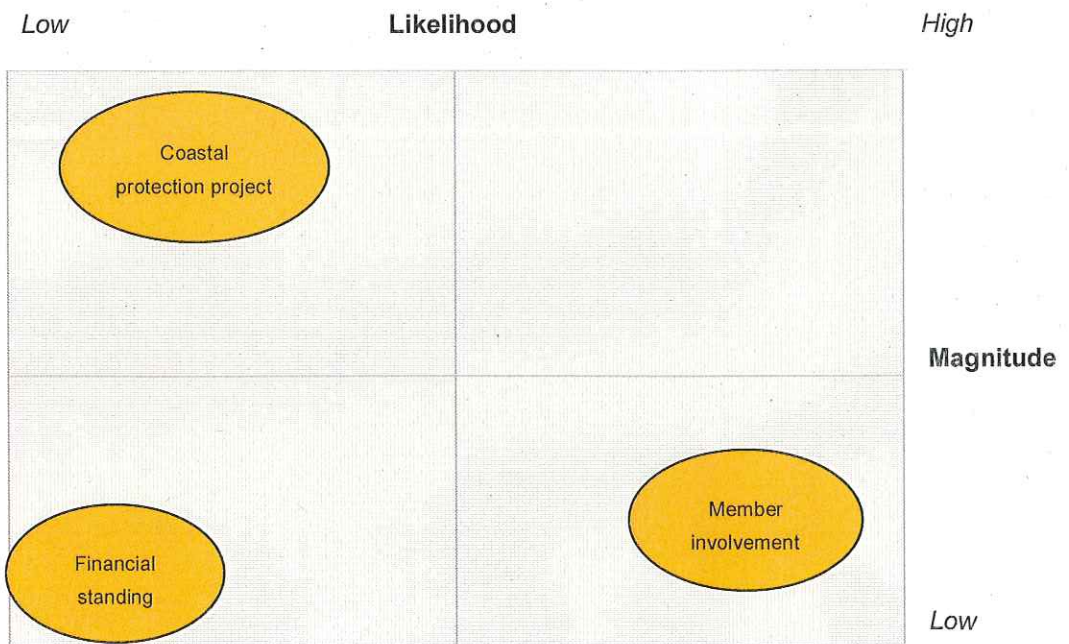 Low
Likelihood
High
Coastal
protection project
Magnitude
Member
involvement
Financial
standing
Low